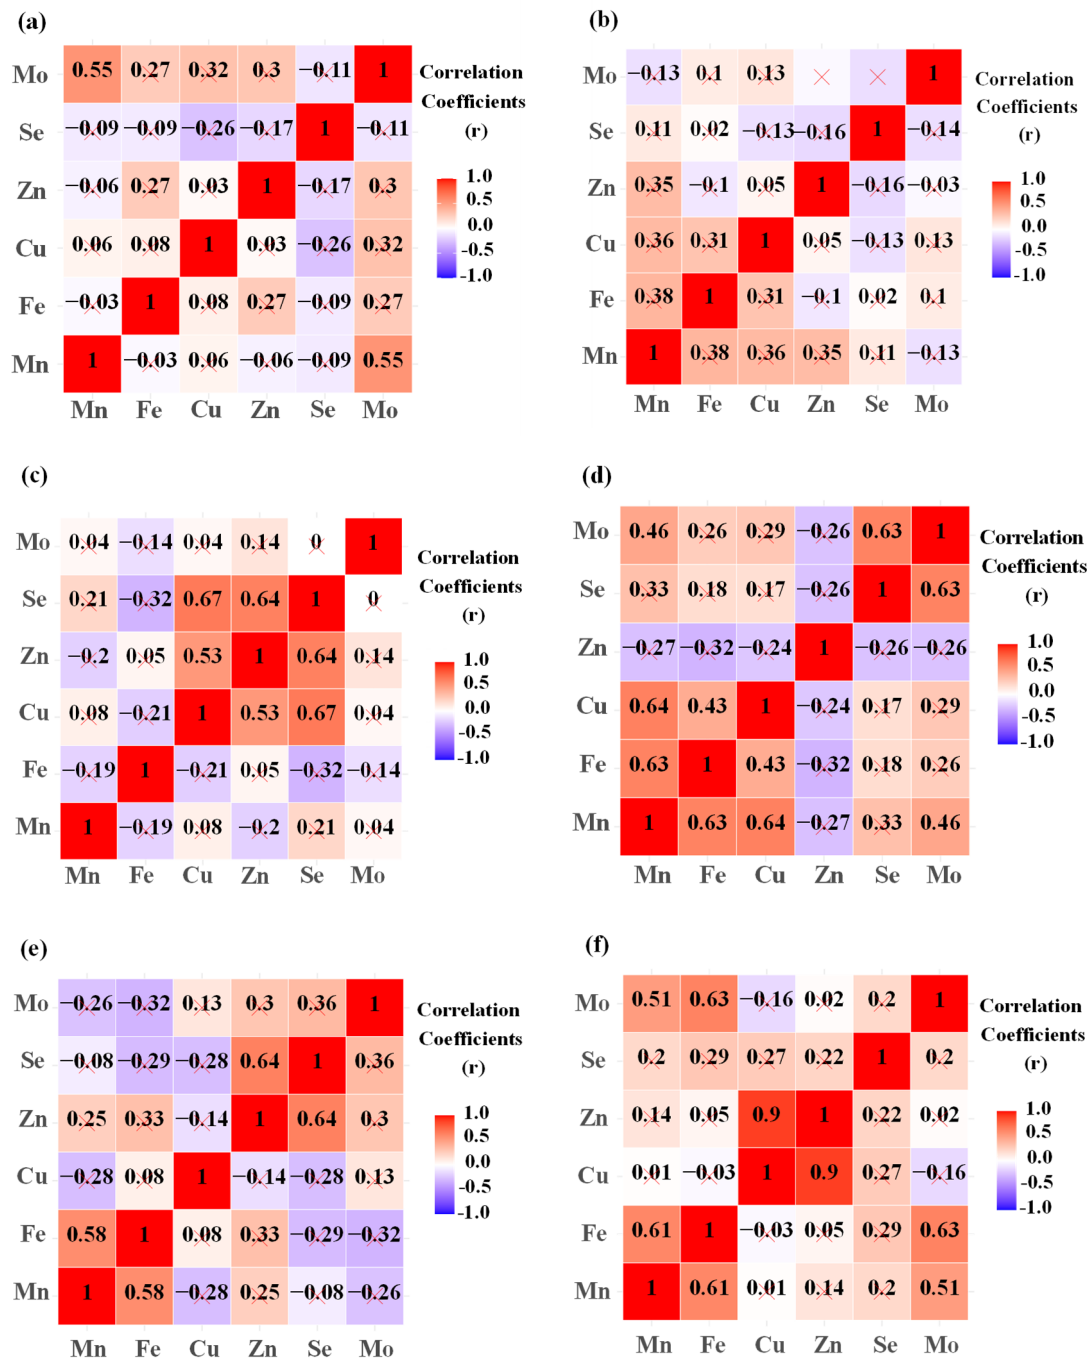 (a)
Mo 0.55 0.27 0.32 0.3 −0.11 1
Se −0.09 −0.09 −0.26 −0.17 1 −0.11
Zn −0.06 0.27 0.03 1 −0.17 0.3
Cu 0.06 0.08 1 0.03 −0.26 0.32
Fe −0.03 1 0.08 0.27 −0.09 0.27
Mn 1 −0.03 0.06 −0.06 −0.09 0.55
Mn Fe Cu Zn Se Mo
Correlation
Coefficients
(r)
1.0
0.5
0.0
-0.5
-1.0
(b)
Mo −0.13 0.1 0.13 1
Se 0.11 0.02 −0.13 −0.16 1 −0.14
Zn 0.35 −0.1 0.05 1 −0.16 −0.03
Cu 0.36 0.31 1 0.05 −0.13 0.13
Fe 0.38 1 0.31 −0.1 0.02 0.1
Mn 1 0.38 0.36 0.35 0.11 −0.13
Mn Fe Cu Zn Se Mo
Correlation
Coefficients
(r)
1.0
0.5
0.0
-0.5
-1.0
(c)
Mo 0.04 −0.14 0.04 0.14 0 1
Se 0.21 −0.32 0.67 0.64 1 0
Zn −0.2 0.05 0.53 1 0.64 0.14
Cu 0.08 −0.21 1 0.53 0.67 0.04
Fe −0.19 1 −0.21 0.05 −0.32 −0.14
Mn 1 −0.19 0.08 −0.2 0.21 0.04
Mn Fe Cu Zn Se Mo
Correlation
Coefficients
(r)
1.0
0.5
0.0
-0.5
-1.0
(d)
Mo 0.46 0.26 0.29 −0.26 0.63 1
Se 0.33 0.18 0.17 −0.26 1 0.63
Zn −0.27 −0.32 −0.24 1 −0.26 −0.26
Cu 0.64 0.43 1 −0.24 0.17 0.29
Fe 0.63 1 0.43 −0.32 0.18 0.26
Mn 1 0.63 0.64 −0.27 0.33 0.46
Mn Fe Cu Zn Se Mo
Correlation
Coefficients
(r)
1.0
0.5
0.0
-0.5
-1.0
(e)
Mo −0.26 −0.32 0.13 0.3 0.36 1
Se −0.08 −0.29 −0.28 0.64 1 0.36
Zn 0.25 0.33 −0.14 1 0.64 0.3
Cu −0.28 0.08 1 −0.14 −0.28 0.13
Fe 0.58 1 0.08 0.33 −0.29 −0.32
Mn 1 0.58 −0.28 0.25 −0.08 −0.26
Mn Fe Cu Zn Se Mo
Correlation
Coefficients
(r)
1.0
0.5
0.0
-0.5
-1.0
(f)
Mo 0.51 0.63 −0.16 0.02 0.2 1
Se 0.2 0.29 0.27 0.22 1 0.2
Zn 0.14 0.05 0.9 1 0.22 0.02
Cu 0.01 −0.03 1 0.9 0.27 −0.16
Fe 0.61 1 −0.03 0.05 0.29 0.63
Mn 1 0.61 0.01 0.14 0.2 0.51
Mn Fe Cu Zn Se Mo
Correlation
Coefficients
(r)
1.0
0.5
0.0
-0.5
-1.0